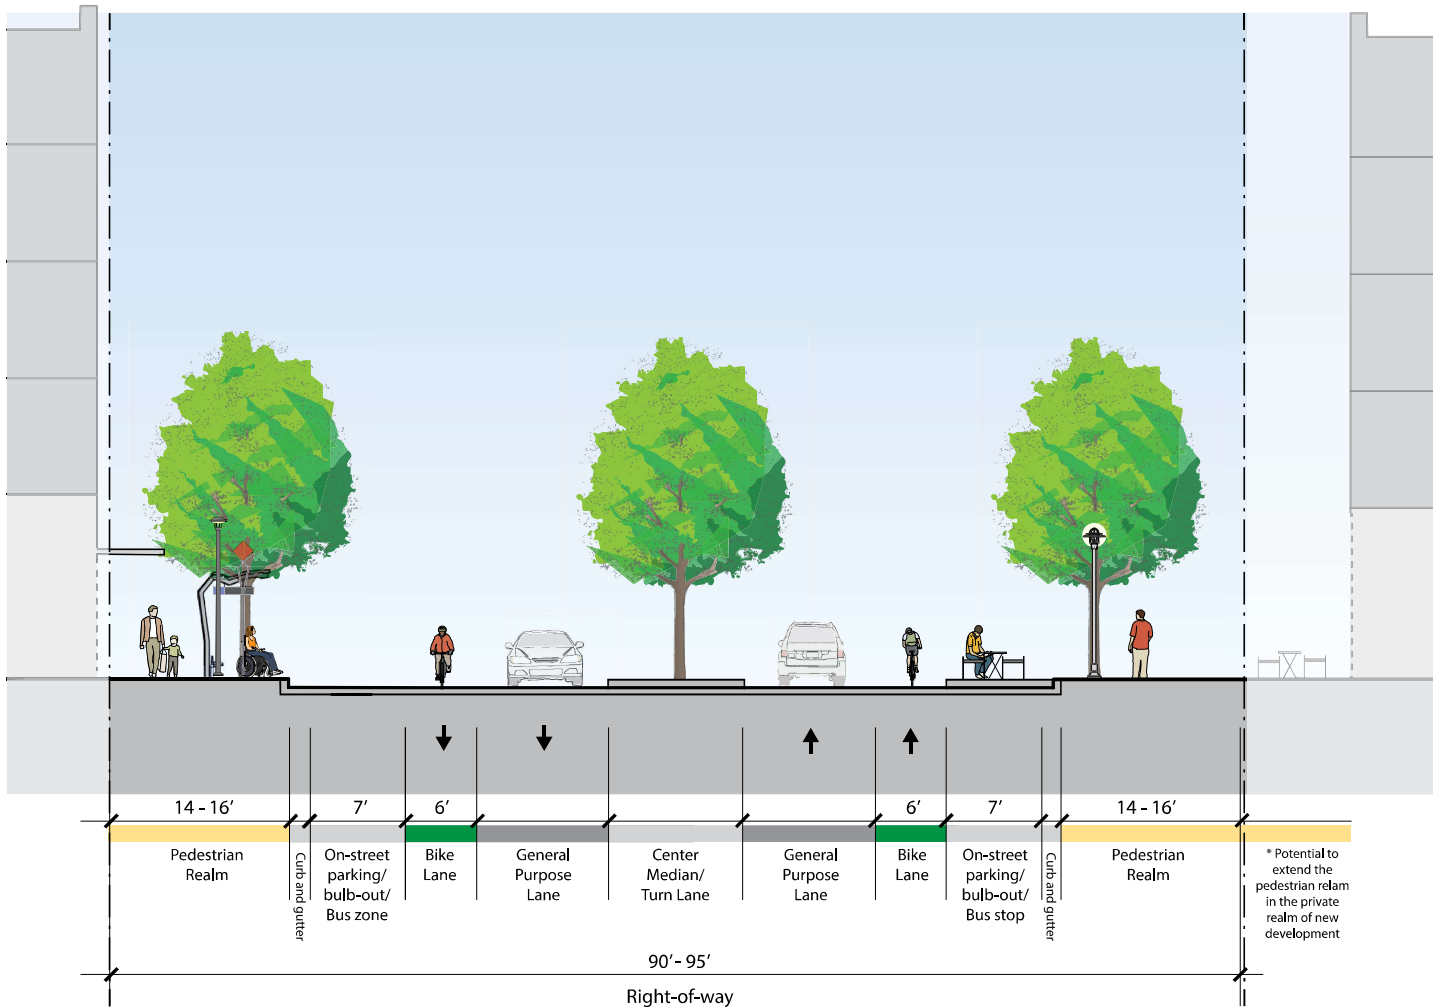 14 - 16′
7′
6′
6′
7′
14 - 16′
Pedestrian
Realm
Curb and gutter
On-street
parking/
bulb-out/
Bus zone
Bike
Lane
General
Purpose
Lane
Center
Median/
Turn Lane
General
Purpose
Lane
Bike
Lane
On-street
parking/
bulb-out/
Bus stop
Curb and gutter
Pedestrian
Realm
* Potential to
extend the
pedestrian relam
in the private
realm of new
development
90′ - 95′
Right-of-way